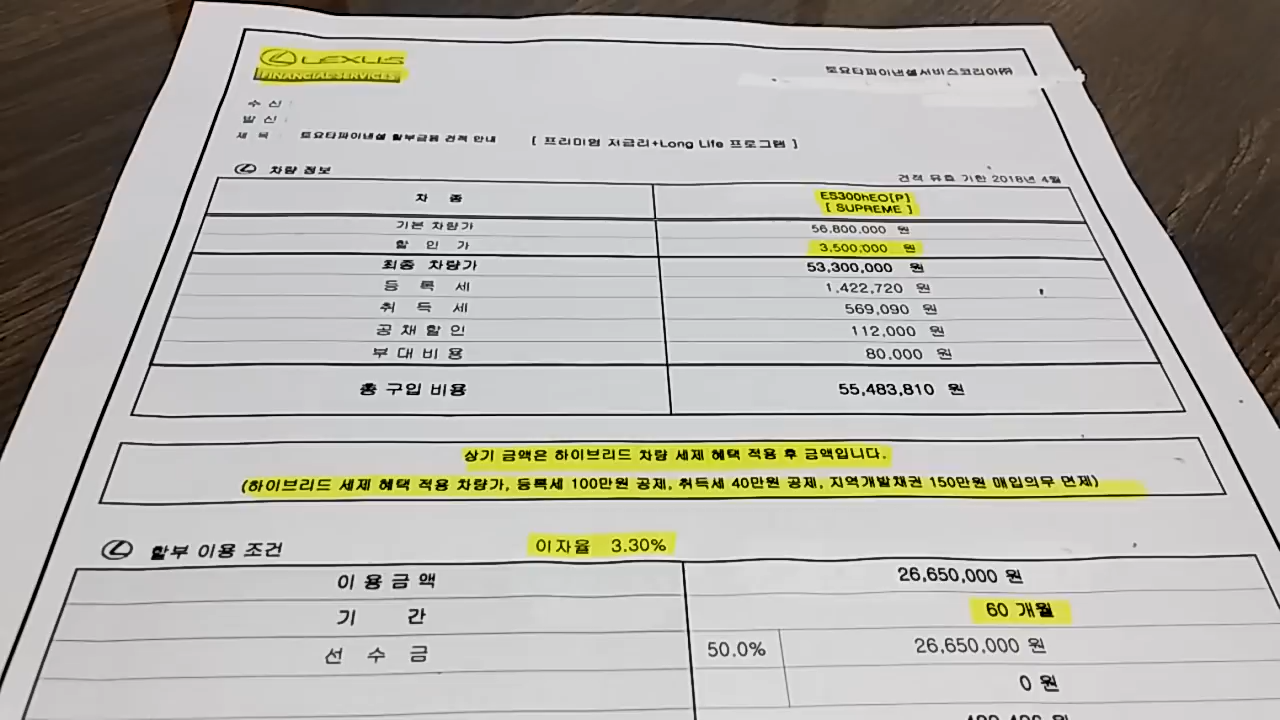 LEXUS
FINANCIAL SERVICES
토요타파이낸셜서비스코리아㈜
수 신 :
발 신 :
제 목 : 토요타파이낸셜 할부금융 견적 안내 [ 프리미엄 저금리+Long Life 프로그램 ]
차량 정보
견적 유효 기한 2018년 4월
차 종 ES300hEO[P]
[ SUPREME ]
기본 차량가 56,800,000 원
할 인 가 3,500,000 원
최종 차량가 53,300,000 원
등 록 세 1,422,720 원
취 득 세 569,090 원
공 채 할 인 112,000 원
부 대 비 용 80,000 원
총 구입 비용 55,483,810 원
상기 금액은 하이브리드 차량 세제 혜택 적용 후 금액입니다.
(하이브리드 세제 혜택 적용 차량가, 등록세 100만원 공제, 취득세 40만원 공제, 지역개발채권 150만원 매입의무 면제)
할부 이용 조건 이자율 3.30%
이 용 금 액 26,650,000 원
기 간 60 개월
선 수 금 50.0% 26,650,000 원
0 원